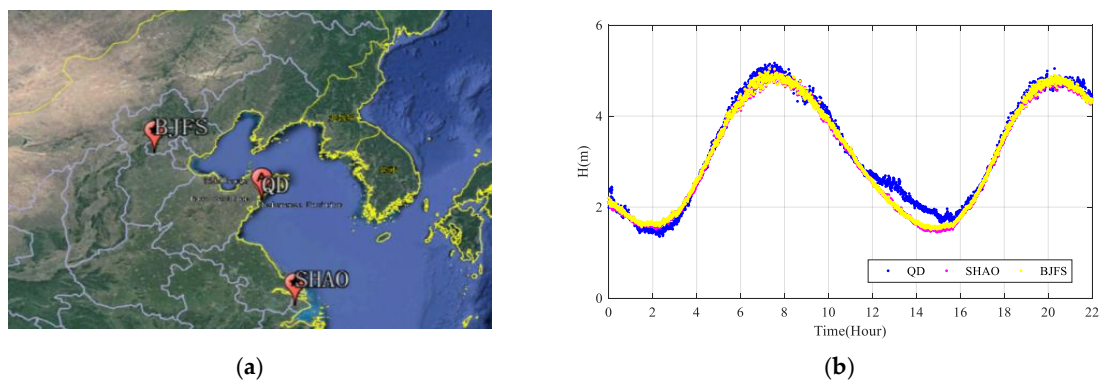 BJFS
QD
SHAO
(a)
6
4
2
0
H(m)
0 2 4 6 8 10 12 14 16 18 20 22
Time(Hour)
QD SHAO BJFS
(b)